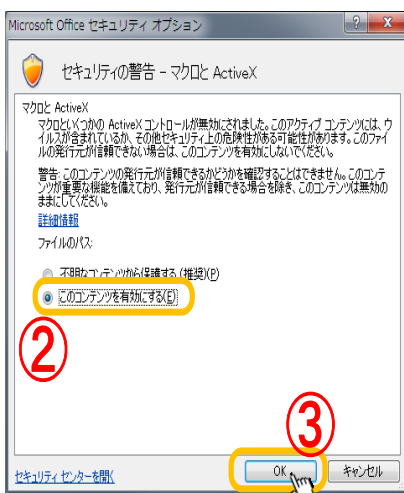 Microsoft Office セキュリティ オプション
セキュリティの警告 - マクロと ActiveX
マクロと ActiveX
マクロといくつかの ActiveX コントロールが無効にされました。このアクティブ コンテンツには、ウ
イルスが含まれているか、その他セキュリティ上の危険性がある可能性があります。このファイ
ルの発行元が信頼できない場合は、このコンテンツを有効にしないでください。
警告: このコンテンツの発行元が信頼できるかどうかを確認することはできません。このコンテ
ンツが重要な機能を備えており、発行元が信頼できる場合を除き、このコンテンツは無効の
ままにしてください。
詳細情報
ファイルのパス:
不明なコンテンツから保護する (推奨)(P)
このコンテンツを有効にする(E)
②
③
セキュリティ センターを開く
OK
キャンセル